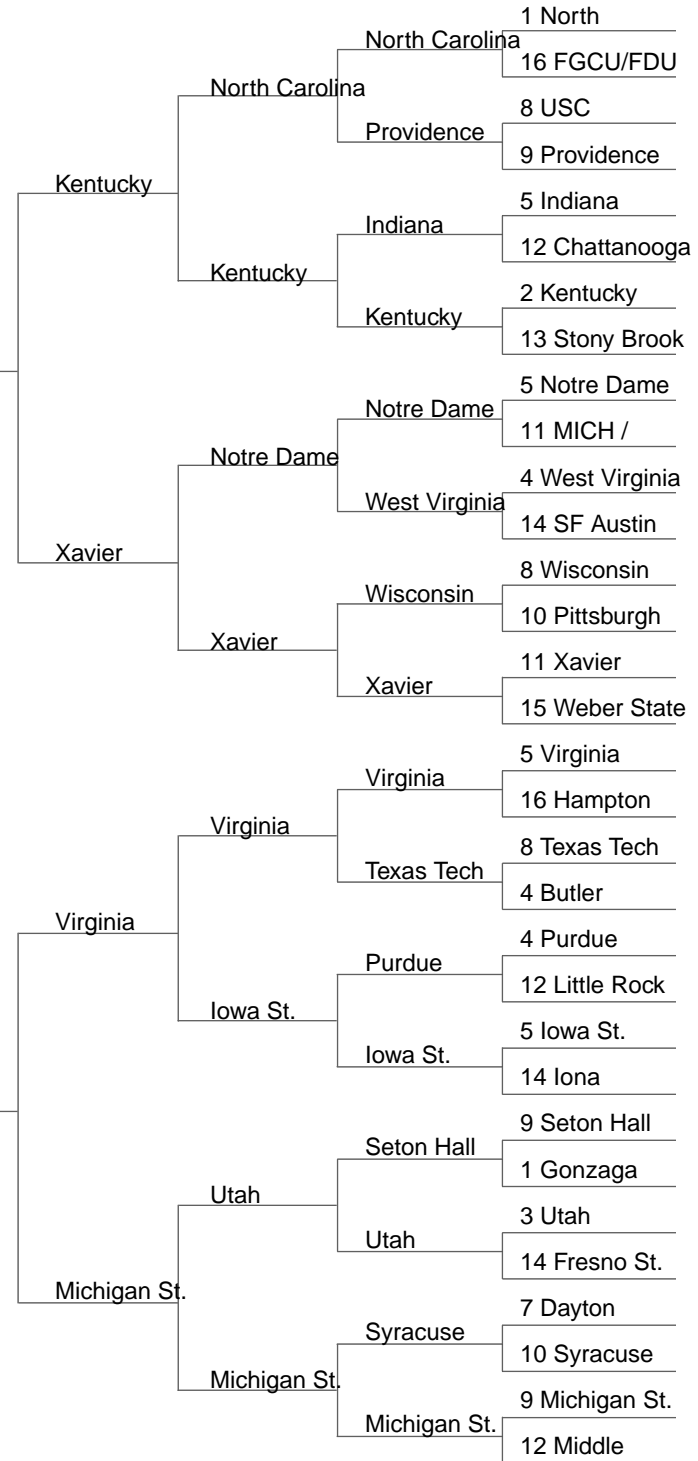 1 North
North Carolina
16 FGCU/FDU
North Carolina
8 USC
Providence
9 Providence
Kentucky
5 Indiana
Indiana
12 Chattanooga
Kentucky
2 Kentucky
Kentucky
13 Stony Brook
5 Notre Dame
Notre Dame
11 MICH /
Notre Dame
4 West Virginia
West Virginia
14 SF Austin
Xavier
8 Wisconsin
Wisconsin
10 Pittsburgh
Xavier
11 Xavier
Xavier
15 Weber State
5 Virginia
Virginia
16 Hampton
Virginia
8 Texas Tech
Texas Tech
4 Butler
Virginia
4 Purdue
Purdue
12 Little Rock
Iowa St.
5 Iowa St.
Iowa St.
14 Iona
9 Seton Hall
Seton Hall
1 Gonzaga
Utah
3 Utah
Utah
14 Fresno St.
Michigan St.
7 Dayton
Syracuse
10 Syracuse
Michigan St.
9 Michigan St.
Michigan St.
12 Middle